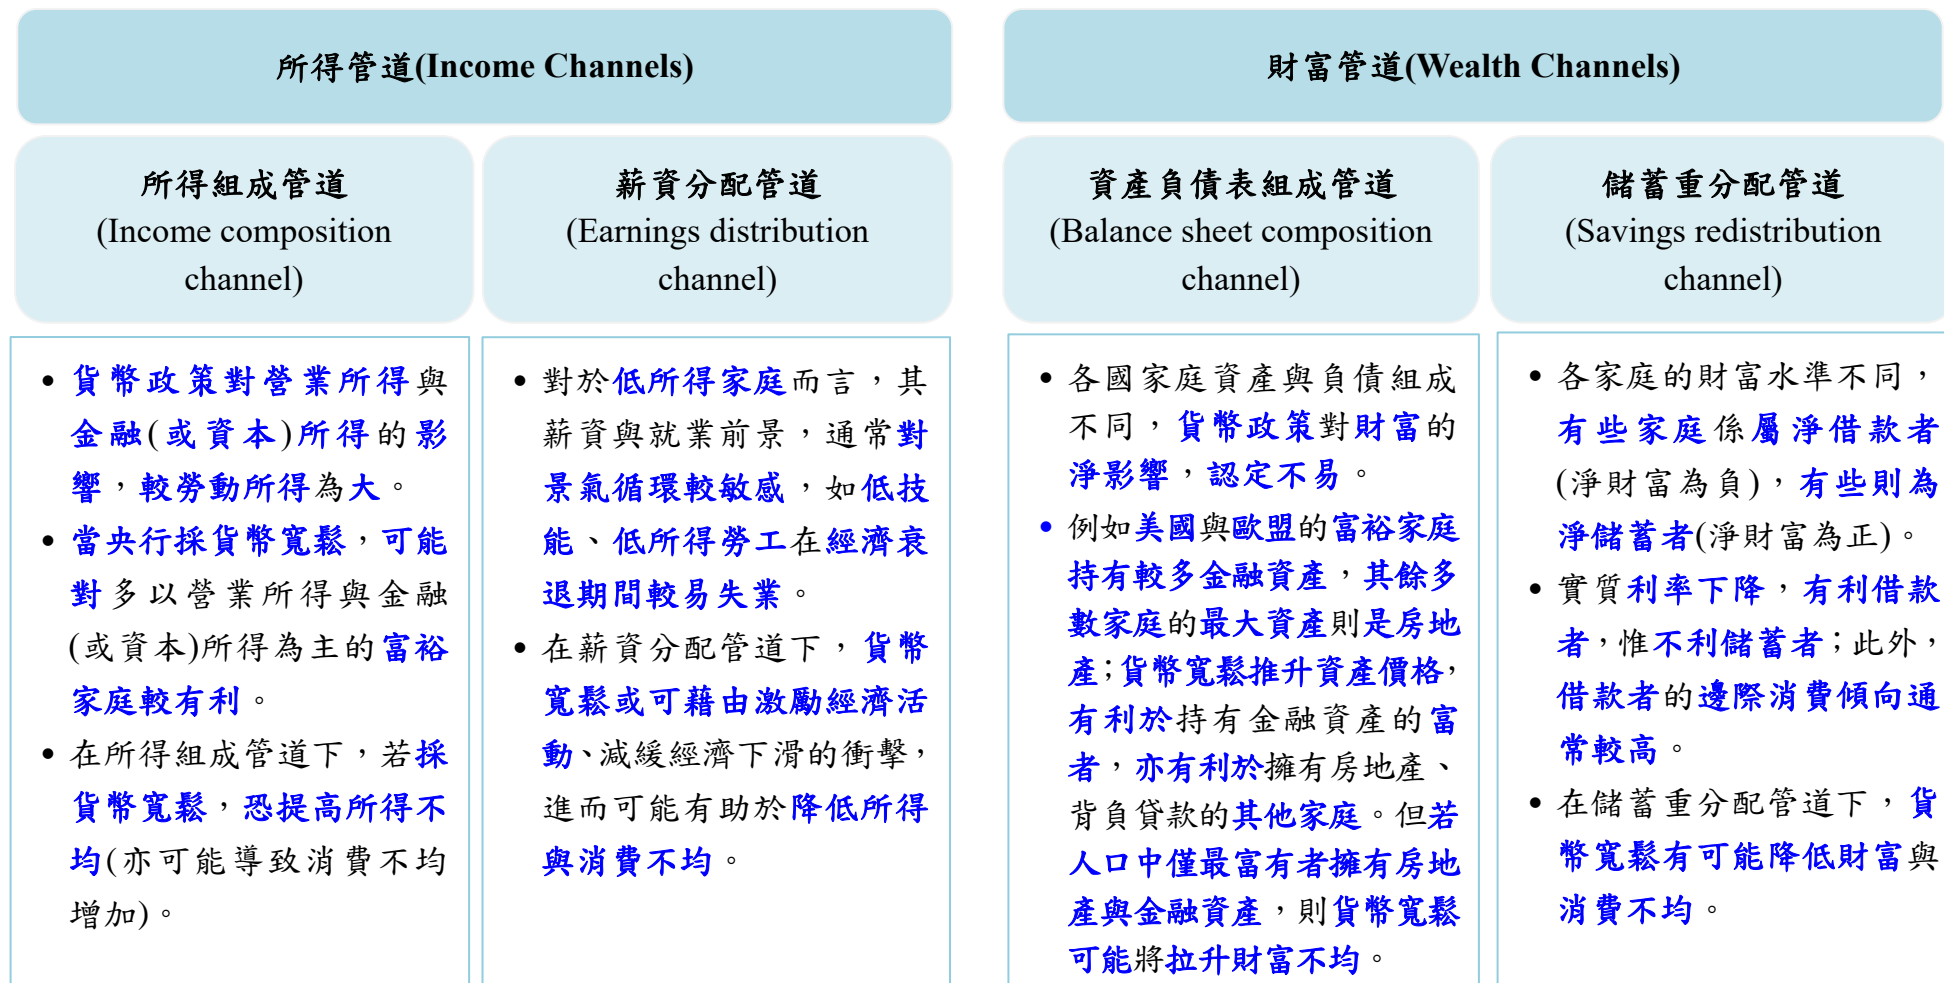 所得管道(Income Channels)
所得組成管道
(Income composition
channel)
薪資分配管道
(Earnings distribution
channel)
• 貨幣政策對營業所得與
金融(或資本)所得的影
響，較勞動所得為大。
• 當央行採貨幣寬鬆，可能
對多以營業所得與金融
(或資本)所得為主的富裕
家庭較有利。
• 在所得組成管道下，若採
貨幣寬鬆，恐提高所得不
均(亦可能導致消費不均
增加)。
• 對於低所得家庭而言，其
薪資與就業前景，通常對
景氣循環較敏感，如低技
能、低所得勞工在經濟衰
退期間較易失業。
• 在薪資分配管道下，貨幣
寬鬆或可藉由激勵經濟活
動、減緩經濟下滑的衝擊，
進而可能有助於降低所得
與消費不均。
財富管道(Wealth Channels)
資產負債表組成管道
(Balance sheet composition
channel)
儲蓄重分配管道
(Savings redistribution
channel)
• 各國家庭資產與負債組成
不同，貨幣政策對財富的
淨影響，認定不易。
• 例如美國與歐盟的富裕家庭
持有較多金融資產，其餘多
數家庭的最大資產則是房地
產；貨幣寬鬆推升資產價格，
有利於持有金融資產的富
者，亦有利於擁有房地產、
背負貸款的其他家庭。但若
人口中僅最富有者擁有房地
產與金融資產，則貨幣寬鬆
可能將拉升財富不均。
• 各家庭的財富水準不同，
有些家庭係屬淨借款者
(淨財富為負)，有些則為
淨儲蓄者(淨財富為正)。
• 實質利率下降，有利借款
者，惟不利儲蓄者；此外，
借款者的邊際消費傾向通
常較高。
• 在儲蓄重分配管道下，貨
幣寬鬆有可能降低財富與
消費不均。